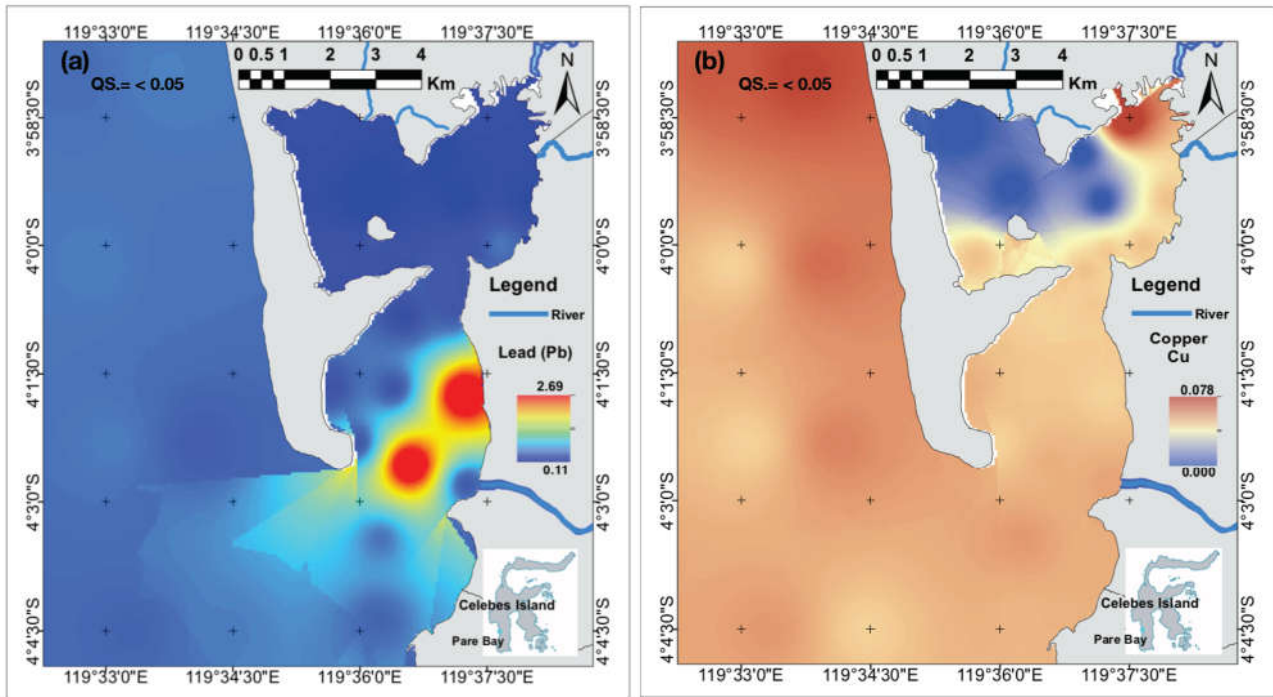 119°33'0"E 119°34'30"E 119°36'0"E 119°37'30"E
(a)
QS.= < 0.05
0 0.5 1 2 3 4
Km
N
3°58'30"S
4°0'0"S
4°1'30"S
4°3'0"S
4°4'30"S
Legend
River
Lead (Pb)
2.69
0.11
Celebes Island
Pare Bay
3°58'30"S
4°0'0"S
4°1'30"S
4°3'0"S
4°4'30"S
119°33'0"E 119°34'30"E 119°36'0"E 119°37'30"E
119°33'0"E 119°34'30"E 119°36'0"E 119°37'30"E
(b)
QS.= < 0.05
0 0.5 1 2 3 4
Km
N
3°58'30"S
4°0'0"S
4°1'30"S
4°3'0"S
4°4'30"S
Legend
River
Copper
Cu
0.078
0.000
Celebes Island
Pare Bay
3°58'30"S
4°0'0"S
4°1'30"S
4°3'0"S
4°4'30"S
119°33'0"E 119°34'30"E 119°36'0"E 119°37'30"E